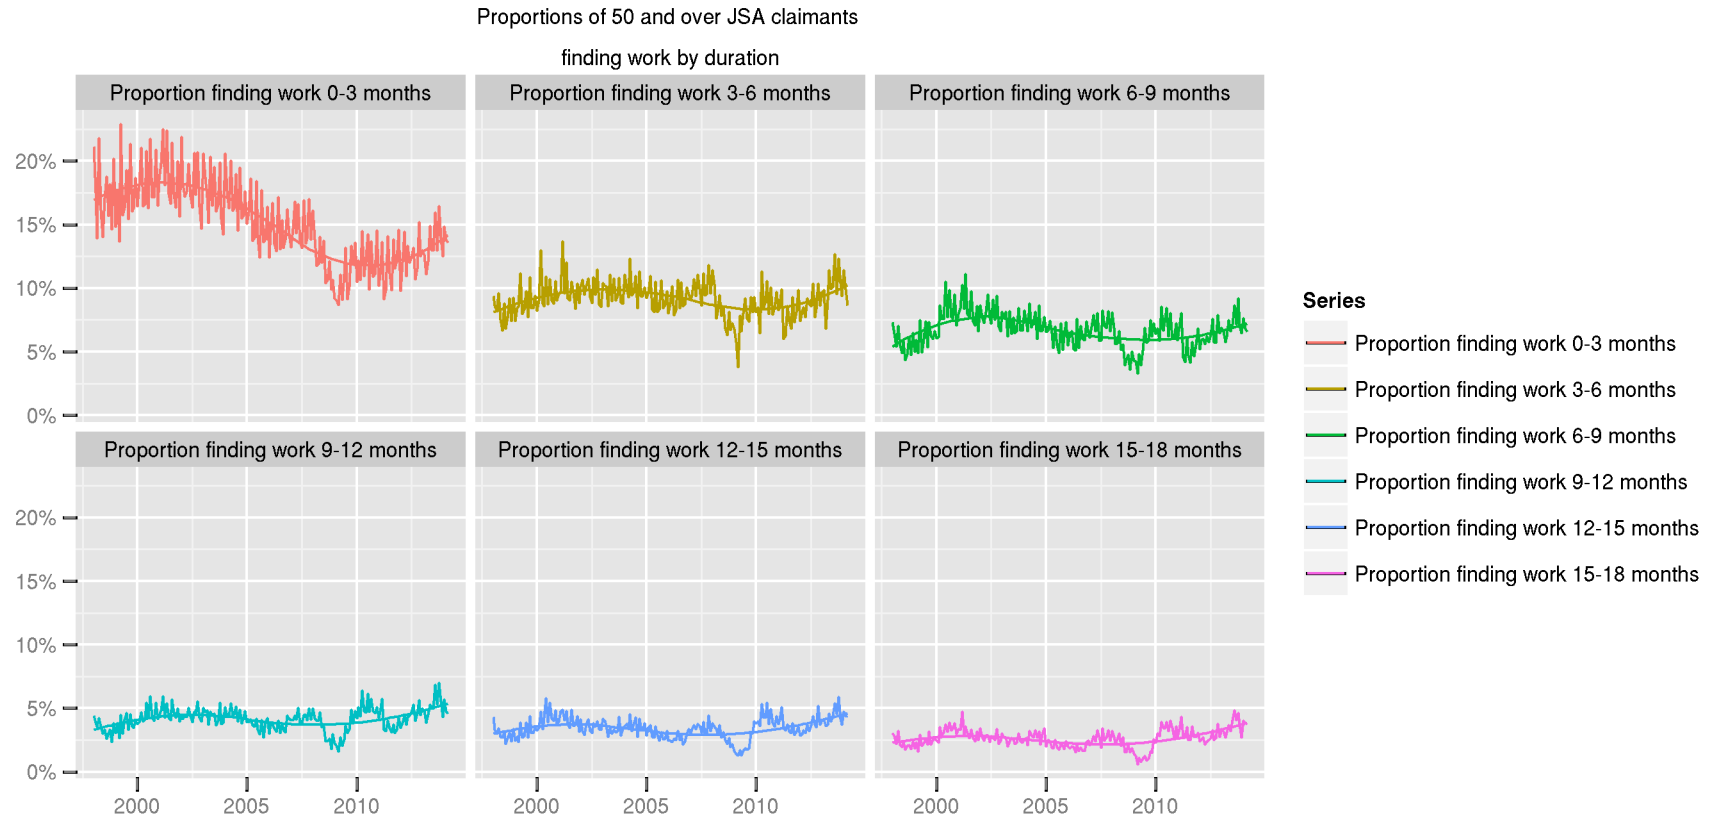 Proportions of 50 and over JSA claimants
finding work by duration
Proportion finding work 0-3 months
Proportion finding work 3-6 months
Proportion finding work 6-9 months
20%
15%
10%
5%
0%
Proportion finding work 9-12 months
Proportion finding work 12-15 months
Proportion finding work 15-18 months
20%
15%
10%
5%
0%
2000 2005 2010
2000 2005 2010
2000 2005 2010
Series
Proportion finding work 0-3 months
Proportion finding work 3-6 months
Proportion finding work 6-9 months
Proportion finding work 9-12 months
Proportion finding work 12-15 months
Proportion finding work 15-18 months